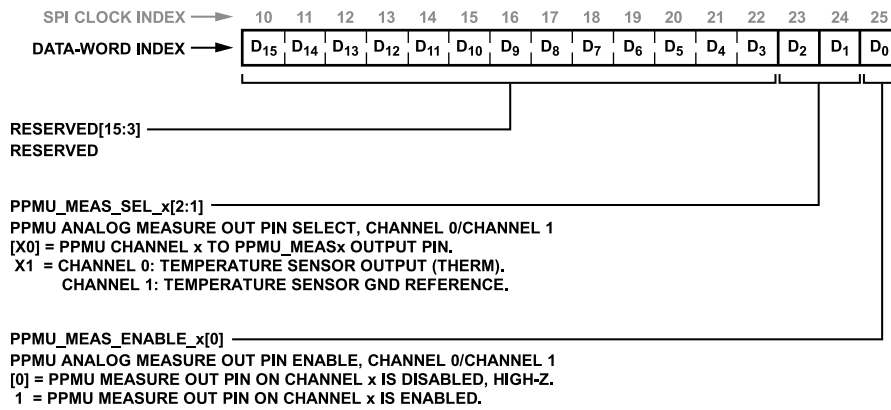 SPI CLOCK INDEX 10 11 12 13 14 15 16 17 18 19 20 21 22 23 24 25
DATA-WORD INDEX D15 D14 D13 D12 D11 D10 D9 D8 D7 D6 D5 D4 D3 D2 D1 D0
RESERVED[15:3]
RESERVED
PPMU_MEAS_SEL_x[2:1]
PPMU ANALOG MEASURE OUT PIN SELECT, CHANNEL 0/CHANNEL 1
[X0] = PPMU CHANNEL x TO PPMU_MEASx OUTPUT PIN.
X1 = CHANNEL 0: TEMPERATURE SENSOR OUTPUT (THERM).
CHANNEL 1: TEMPERATURE SENSOR GND REFERENCE.
PPMU_MEAS_ENABLE_x[0]
PPMU ANALOG MEASURE OUT PIN ENABLE, CHANNEL 0/CHANNEL 1
[0] = PPMU MEASURE OUT PIN ON CHANNEL x IS DISABLED, HIGH-Z.
1 = PPMU MEASURE OUT PIN ON CHANNEL x IS ENABLED.